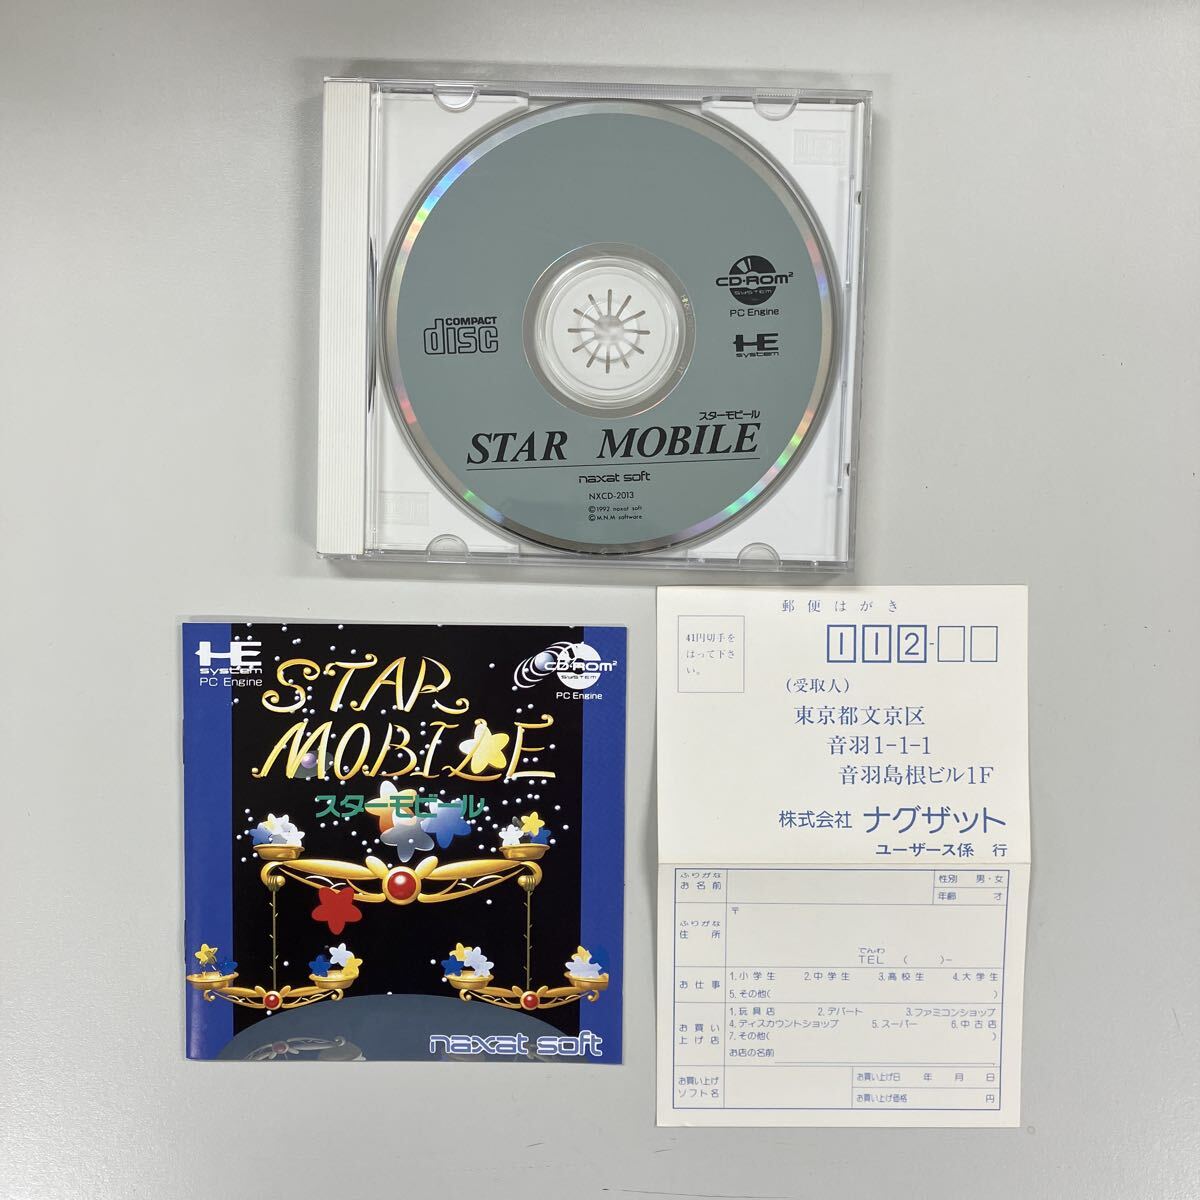 COMPACT
disc
CD-ROM²
SYSTEM
PC Engine
HE
system
スターモビール
STAR MOBILE
naxat soft
NXCD-2013
©1992 naxat soft
©M.N.M software
HE
system
PC Engine
CD-ROM²
SYSTEM
PC Engine
STAR
MOBILE
スターモビール
naxat soft
郵便はがき
41円切手を
はって下さ
い。
112-
(受取人)
東京都文京区
音羽1-1-1
音羽島根ビル1F
株式会社 ナグザット
ユーザース係 行
ふりがな
お名前
性別 男・女
年齢 才
ふりがな
住所
〒
でんわ
TEL ( )-
お仕事
1.小学生 2.中学生 3.高校生 4.大学生
5.その他( )
お買い
上げ店
1.玩具店 2.デパート 3.ファミコンショップ
4.ディスカウントショップ 5.スーパー 6.中古店
7.その他( )
お店の名前
お買い上げ
ソフト名
お買い上げ日 年 月 日
お買い上げ価格 円